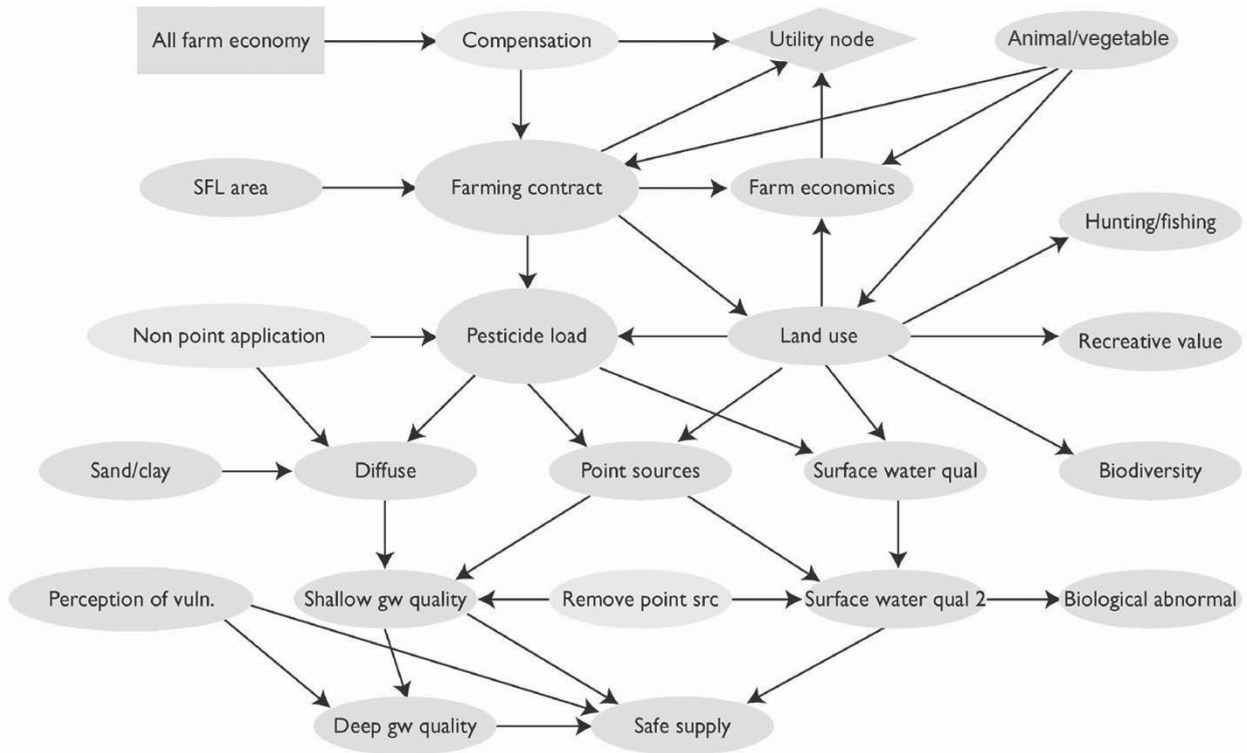 All farm economy
Compensation
Utility node
Animal/vegetable
SFL area
Farming contract
Farm economics
Hunting/fishing
Non point application
Pesticide load
Land use
Recreative value
Sand/clay
Diffuse
Point sources
Surface water qual
Biodiversity
Perception of vuln.
Shallow gw quality
Remove point src
Surface water qual 2
Biological abnormal
Deep gw quality
Safe supply